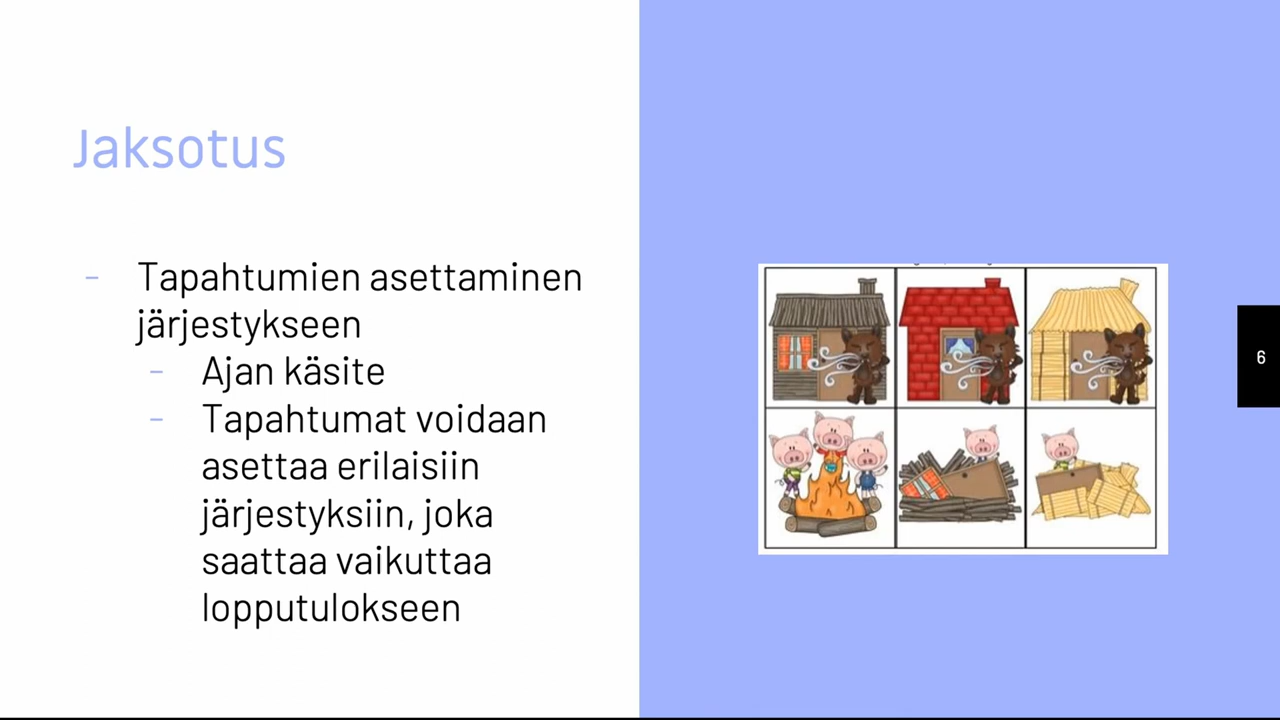 Jaksotus
- Tapahtumien asettaminen
järjestykseen
- Ajan käsite
- Tapahtumat voidaan
asettaa erilaisiin
järjestyksiin, joka
saattaa vaikuttaa
lopputulokseen
6